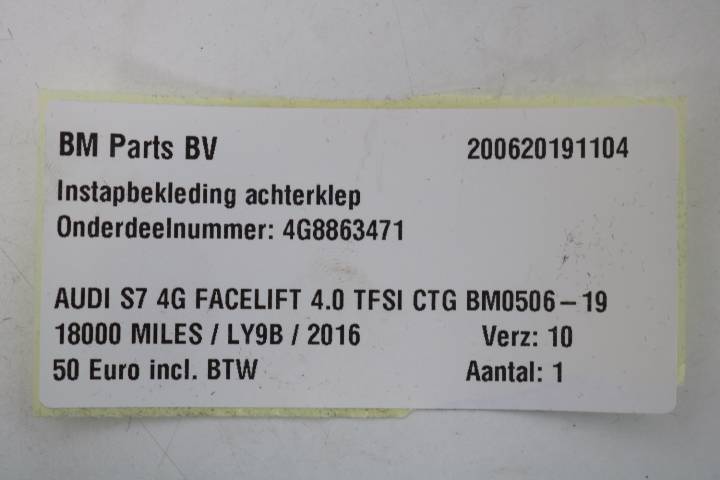 BM Parts BV 200620191104
Instapbekleding achterklep
Onderdeelnummer: 4G8863471
AUDI S7 4G FACELIFT 4.0 TFSI CTG BM0506-19
18000 MILES / LY9B / 2016 Verz: 10
50 Euro incl. BTW Aantal: 1